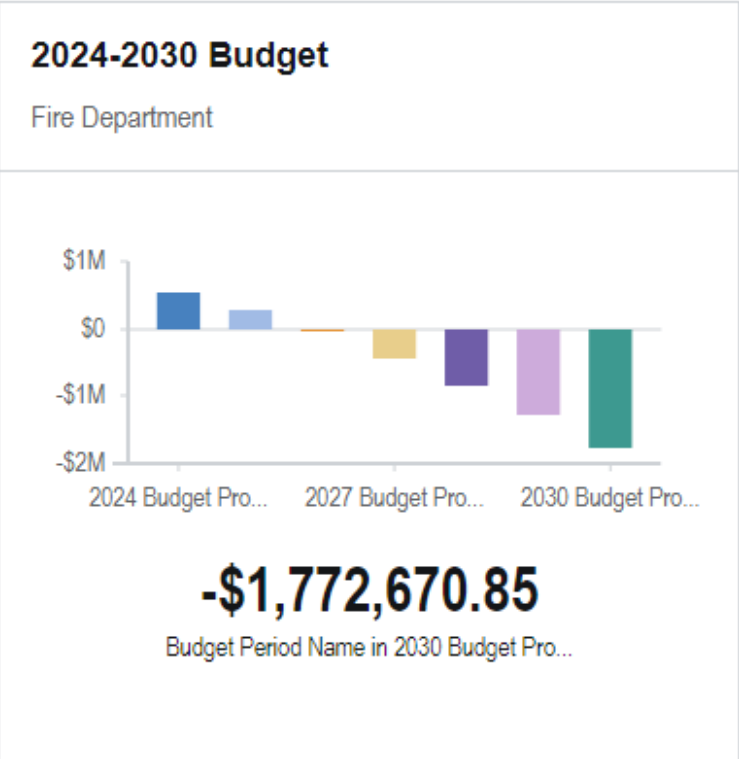 2024-2030 Budget
Fire Department
$1M
$0
-$1M
-$2M
2024 Budget Pro... 2027 Budget Pro... 2030 Budget Pro...
-$1,772,670.85
Budget Period Name in 2030 Budget Pro...